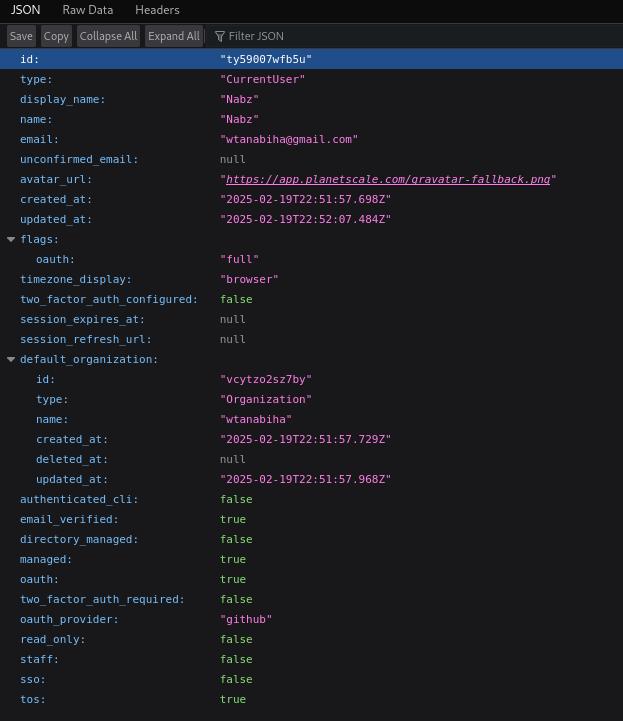 JSON Raw Data Headers
Save Copy Collapse All Expand All Filter JSON
id: "ty59007wfb5u"
type: "CurrentUser"
display_name: "Nabz"
name: "Nabz"
email: "wtanabiha@gmail.com"
unconfirmed_email: null
avatar_url: "https://app.planetscale.com/gravatar-fallback.png"
created_at: "2025-02-19T22:51:57.698Z"
updated_at: "2025-02-19T22:52:07.484Z"
flags:
oauth: "full"
timezone_display: "browser"
two_factor_auth_configured: false
session_expires_at: null
session_refresh_url: null
default_organization:
id: "vcytzo2sz7by"
type: "Organization"
name: "wtanabiha"
created_at: "2025-02-19T22:51:57.729Z"
deleted_at: null
updated_at: "2025-02-19T22:51:57.968Z"
authenticated_cli: false
email_verified: true
directory_managed: false
managed: true
oauth: true
two_factor_auth_required: false
oauth_provider: "github"
read_only: false
staff: false
sso: false
tos: true